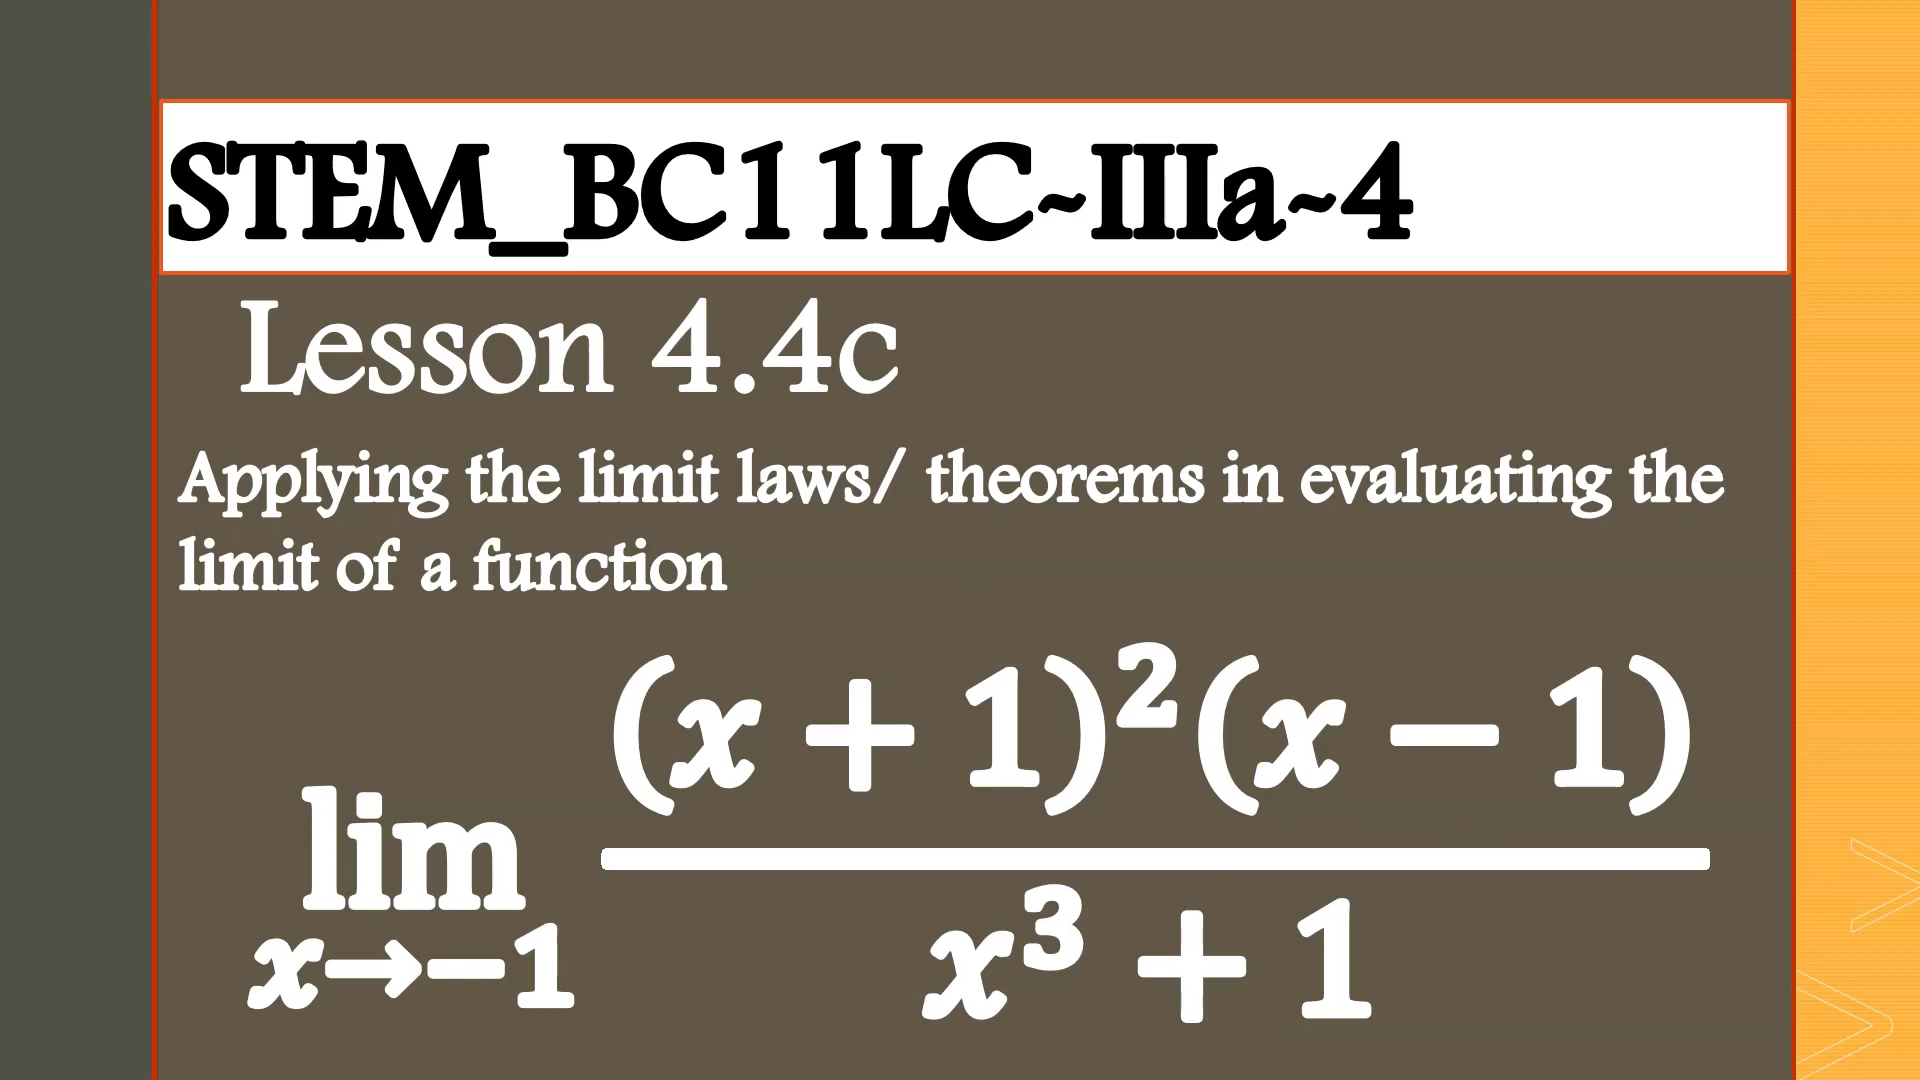 STEM_BC11LC~IIIa~4
Lesson 4.4c
Applying the limit laws/ theorems in evaluating the
limit of a function
(x + 1)²(x − 1)
lim
x→−1
x³ + 1